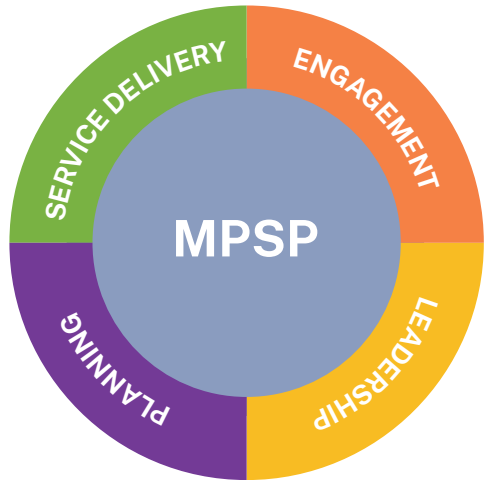 SERVICE DELIVERY
ENGAGEMENT
MPSP
PLANNING
LEADERSHIP